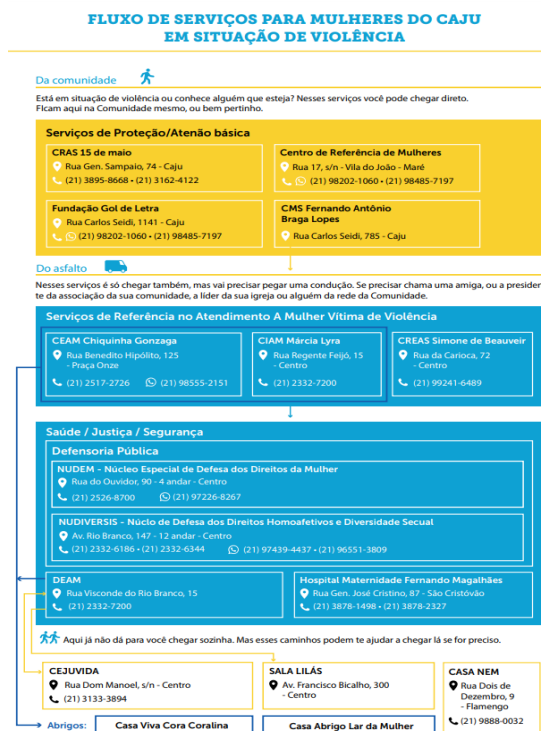 FLUXO DE SERVIÇOS PARA MULHERES DO CAJU
EM SITUAÇÃO DE VIOLÊNCIA
Da comunidade
Está em situação de violência ou conhece alguém que esteja? Nesses serviços você pode chegar direto.
FIcam aqui na Comunidade mesmo, ou bem pertinho.
Serviços de Proteção/Atenão básica
CRAS 15 de maio
Rua Gen. Sampaio, 74 - Caju
(21) 3895-8668 • (21) 3162-4122
Centro de Referência de Mulheres
Rua 17, s/n - Vila do João - Maré
(21) 98202-1060 • (21) 98485-7197
Fundação Gol de Letra
Rua Carlos Seidi, 1141 - Caju
(21) 98202-1060 • (21) 98485-7197
CMS Fernando Antônio
Braga Lopes
Rua Carlos Seidi, 785 - Caju
Do asfalto
Nesses serviços é só chegar também, mas vai precisar pegar uma condução. Se precisar chama uma amiga, ou a presiden
te da associação da sua comunidade, a líder da sua igreja ou alguém da rede da Comunidade.
Serviços de Referência no Atendimento A Mulher Vítima de Violência
CEAM Chiquinha Gonzaga
Rua Benedito Hipólito, 125
- Praça Onze
(21) 2517-2726 (21) 98555-2151
CIAM Márcia Lyra
Rua Regente Feijó, 15
- Centro
(21) 2332-7200
CREAS Simone de Beauveir
Rua da Carioca, 72
- Centro
(21) 99241-6489
Saúde / Justiça / Segurança
Defensoria Pública
NUDEM - Núcleo Especial de Defesa dos Direitos da Mulher
Rua do Ouvidor, 90 - 4 andar - Centro
(21) 2526-8700 (21) 97226-8267
NUDIVERSIS - Núclo de Defesa dos Direitos Homoafetivos e Diversidade Secual
Av. Rio Branco, 147 - 12 andar - Centro
(21) 2332-6186 • (21) 2332-6344 (21) 97439-4437 • (21) 96551-3809
DEAM
Rua Visconde do Rio Branco, 15
(21) 2332-7200
Hospital Maternidade Fernando Magalhães
Rua Gen. José Cristino, 87 - São Cristóvão
(21) 3878-1498 • (21) 3878-2327
Aqui já não dá para você chegar sozinha. Mas esses caminhos podem te ajudar a chegar lá se for preciso.
CEJUVIDA
Rua Dom Manoel, s/n - Centro
(21) 3133-3894
SALA LILÁS
Av. Francisco Bicalho, 300
- Centro
CASA NEM
Rua Dois de
Dezembro, 9
- Flamengo
(21) 9888-0032
Abrigos:
Casa Viva Cora Coralina
Casa Abrigo Lar da Mulher